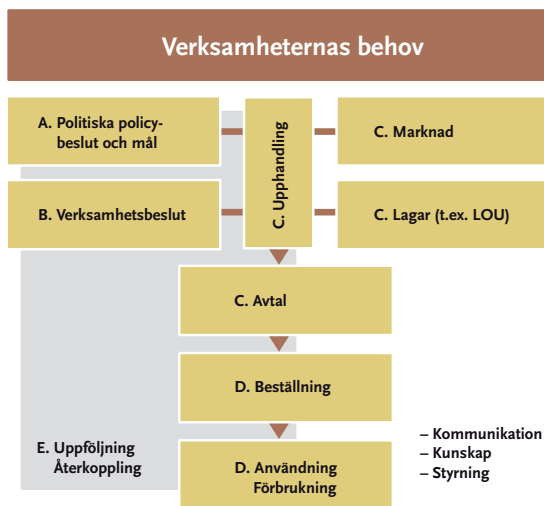 Verksamheternas behov
A. Politiska policy-
beslut och mål
C. Upphandling
C. Marknad
B. Verksamhetsbeslut
C. Lagar (t.ex. LOU)
C. Avtal
D. Beställning
E. Uppföljning
Återkoppling
D. Användning
Förbrukning
– Kommunikation
– Kunskap
– Styrning